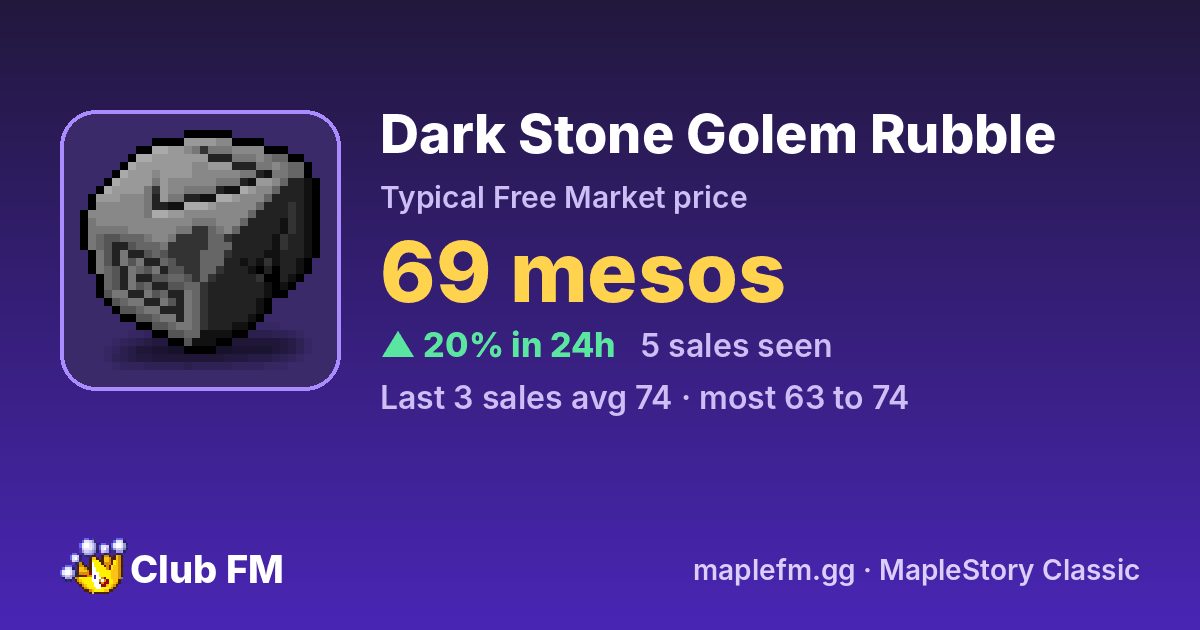 Dark Stone Golem Rubble
Typical Free Market price
69 mesos
▲ 20% in 24h 5 sales seen
Last 3 sales avg 74 · most 63 to 74
Club FM
maplefm.gg · MapleStory Classic